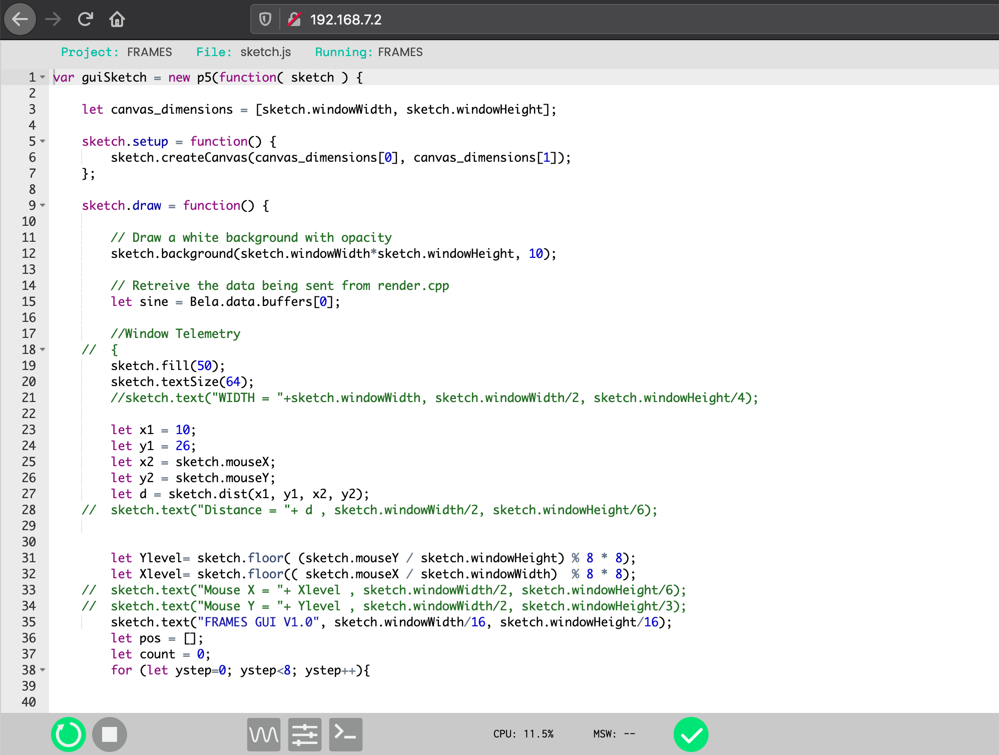 192.168.7.2
Project: FRAMES File: sketch.js Running: FRAMES
1 var guiSketch = new p5(function( sketch ) {
2
3 let canvas_dimensions = [sketch.windowWidth, sketch.windowHeight];
4
5 sketch.setup = function() {
6 sketch.createCanvas(canvas_dimensions[0], canvas_dimensions[1]);
7 };
8
9 sketch.draw = function() {
10
11 // Draw a white background with opacity
12 sketch.background(sketch.windowWidth*sketch.windowHeight, 10);
13
14 // Retreive the data being sent from render.cpp
15 let sine = Bela.data.buffers[0];
16
17 //Window Telemetry
18 // {
19 sketch.fill(50);
20 sketch.textSize(64);
21 //sketch.text("WIDTH = "+sketch.windowWidth, sketch.windowWidth/2, sketch.windowHeight/4);
22
23 let x1 = 10;
24 let y1 = 26;
25 let x2 = sketch.mouseX;
26 let y2 = sketch.mouseY;
27 let d = sketch.dist(x1, y1, x2, y2);
28 // sketch.text("Distance = "+ d , sketch.windowWidth/2, sketch.windowHeight/6);
29
30
31 let Ylevel= sketch.floor( (sketch.mouseY / sketch.windowHeight) % 8 * 8);
32 let Xlevel= sketch.floor(( sketch.mouseX / sketch.windowWidth)  % 8 * 8);
33 // sketch.text("Mouse X = "+ Xlevel , sketch.windowWidth/2, sketch.windowHeight/6);
34 // sketch.text("Mouse Y = "+ Ylevel , sketch.windowWidth/2, sketch.windowHeight/3);
35 sketch.text("FRAMES GUI V1.0", sketch.windowWidth/16, sketch.windowHeight/16);
36 let pos = [];
37 let count = 0;
38 for (let ystep=0; ystep<8; ystep++){
39
40
CPU: 11.5% MSW: --